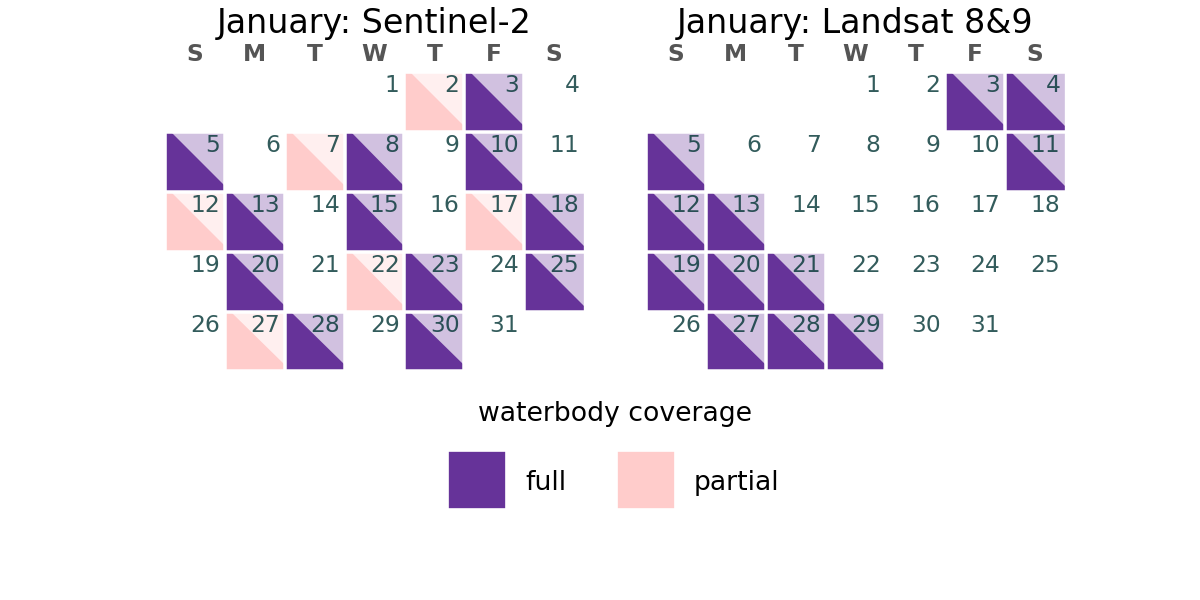 January: Sentinel-2
S M T W T F S
1 2 3 4
5 6 7 8 9 10 11
12 13 14 15 16 17 18
19 20 21 22 23 24 25
26 27 28 29 30 31
January: Landsat 8&9
S M T W T F S
1 2 3 4
5 6 7 8 9 10 11
12 13 14 15 16 17 18
19 20 21 22 23 24 25
26 27 28 29 30 31
waterbody coverage
full partial